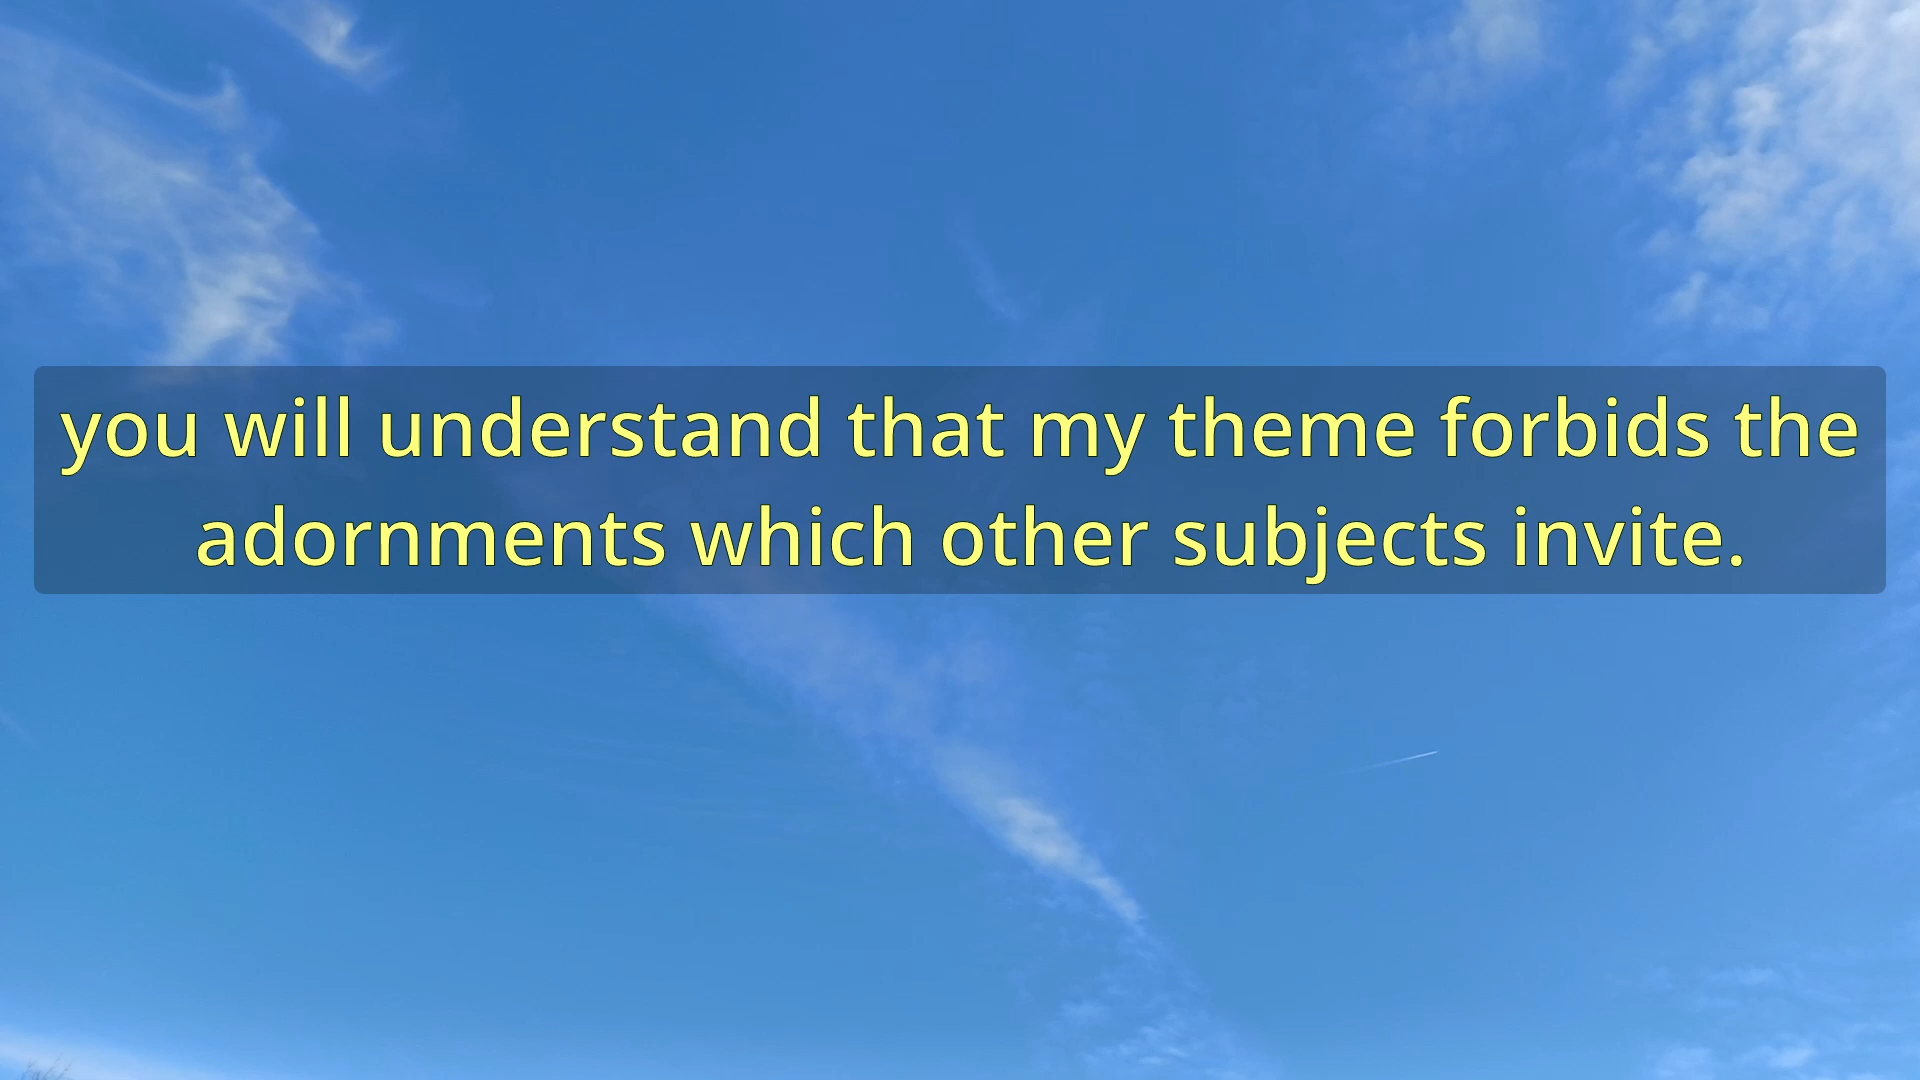 you will understand that my theme forbids the
adornments which other subjects invite.